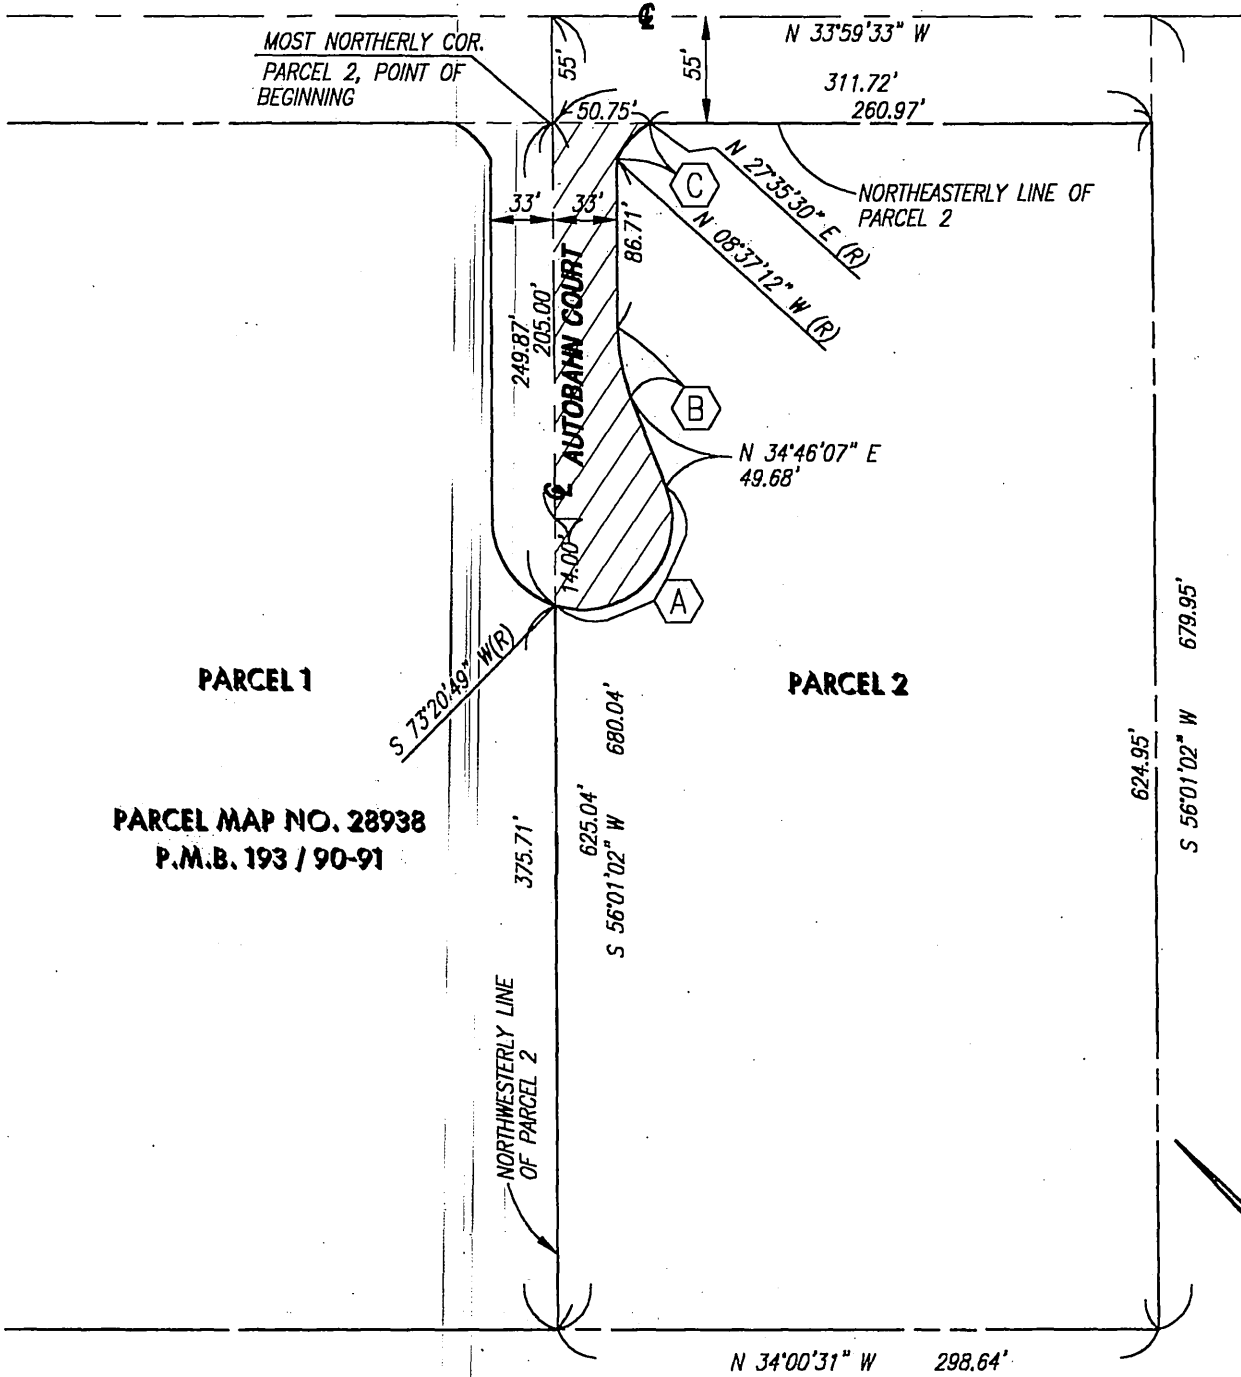 ℄
N 33°59'33" W
MOST NORTHERLY COR.
PARCEL 2, POINT OF
BEGINNING
55'
55'
311.72'
50.75'
260.97'
C
N 27°35'30" E (R)
NORTHEASTERLY LINE OF
PARCEL 2
33'
33'
86.71'
N 08°37'12" W (R)
249.87'
205.00'
℄ AUTOBAHN COURT
B
N 34°46'07" E
49.68'
14.00'
A
S 73°20'49" W(R)
PARCEL 1
PARCEL 2
680.04'
679.95'
S 56°01'02" W
624.95'
PARCEL MAP NO. 28938
P.M.B. 193 / 90-91
375.71'
625.04'
S 56°01'02" W
NORTHWESTERLY LINE
OF PARCEL 2
N 34°00'31" W
298.64'